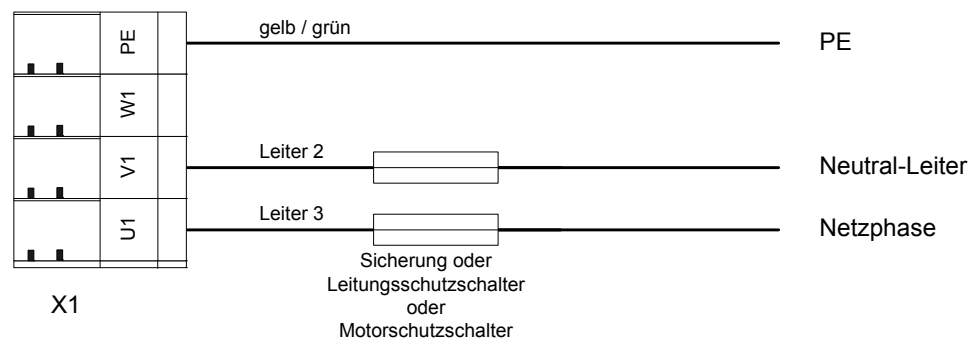 PE
gelb / grün
PE
W1
V1
Leiter 2
Neutral-Leiter
U1
Leiter 3
Netzphase
Sicherung oder
Leitungsschutzschalter
oder
Motorschutzschalter
X1